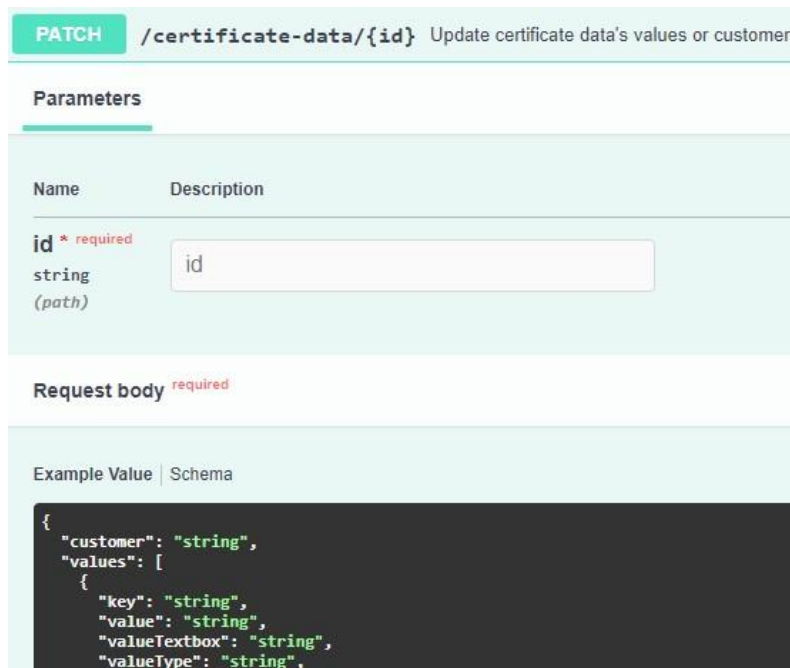 PATCH /certificate-data/{id} Update certificate data's values or customer
Parameters
Name Description
id * required
id
string
(path)
Request body required
Example Value Schema
{
"customer": "string",
"values": [
{
"key": "string",
"value": "string",
"valueTextbox": "string",
"valueType": "string",